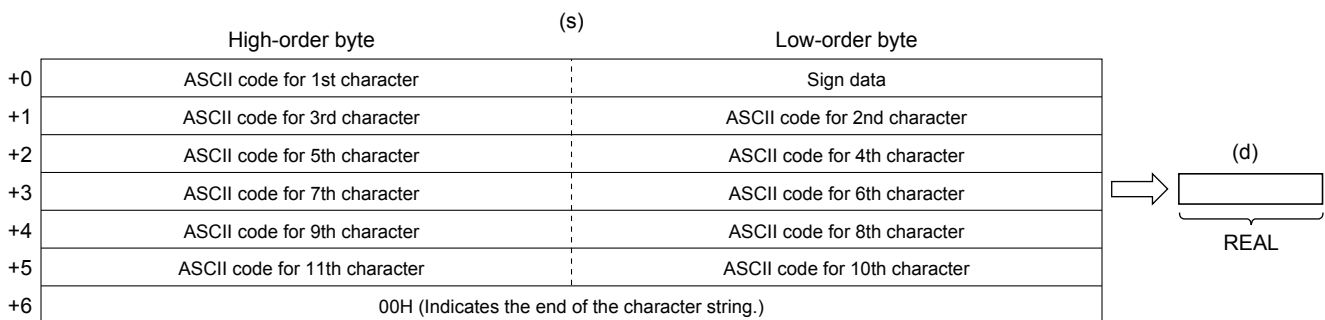 (s)
High-order byte Low-order byte
+0 ASCII code for 1st character Sign data
+1 ASCII code for 3rd character ASCII code for 2nd character
+2 ASCII code for 5th character ASCII code for 4th character
+3 ASCII code for 7th character ASCII code for 6th character
+4 ASCII code for 9th character ASCII code for 8th character
+5 ASCII code for 11th character ASCII code for 10th character
+6 00H (Indicates the end of the character string.)
(d)
REAL